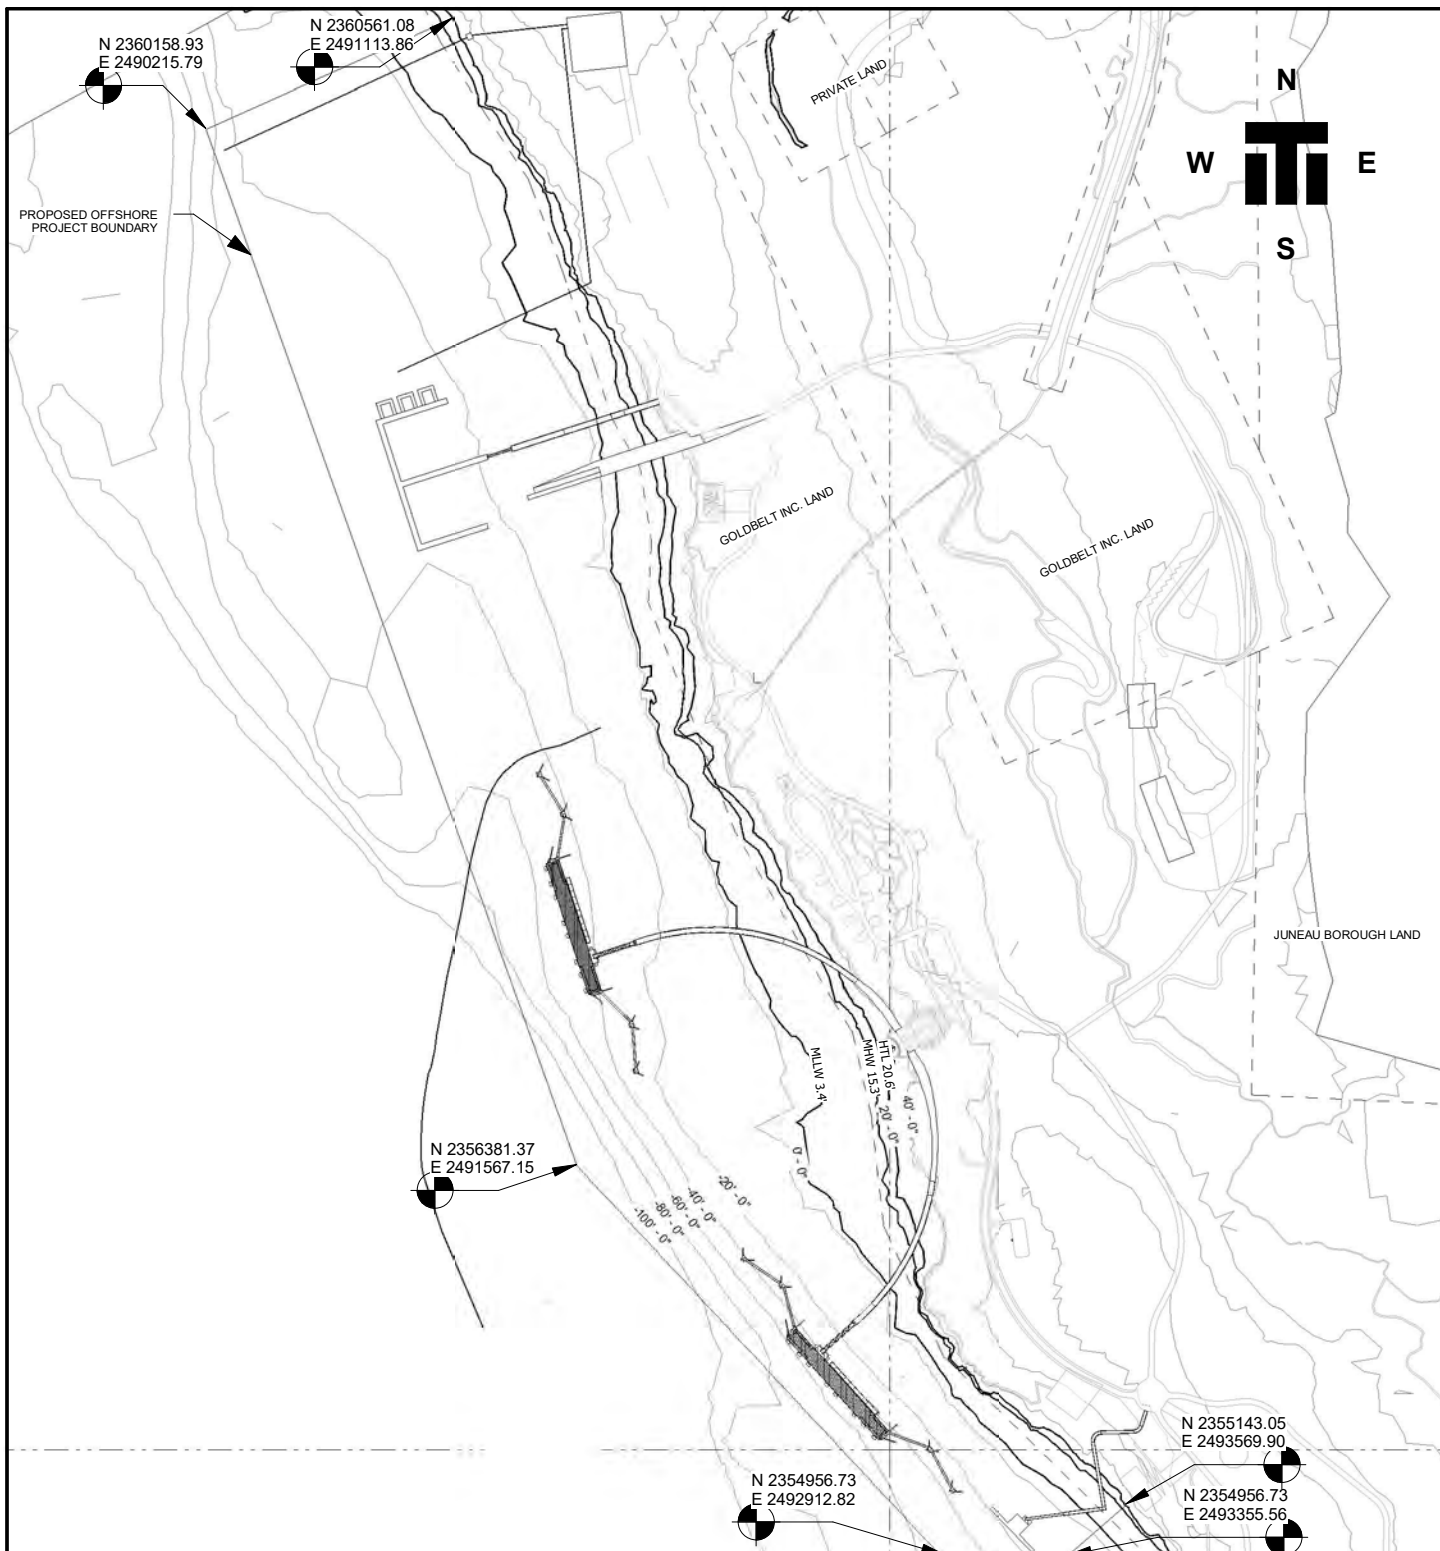 N 2360158.93
E 2490215.79
N 2360561.08
E 2491113.86
PRIVATE LAND
N
W
E
S
PROPOSED OFFSHORE
PROJECT BOUNDARY
GOLDBELT INC. LAND
GOLDBELT INC. LAND
JUNEAU BOROUGH LAND
MLLW 3.4'
MHW 15.3'
HTL 20.6'
20' - 0"
40' - 0"
0' - 0"
-20' - 0"
-40' - 0"
-60' - 0"
-80' - 0"
-100' - 0"
N 2356381.37
E 2491567.15
N 2355143.05
E 2493569.90
N 2354956.73
E 2492912.82
N 2354956.73
E 2493355.56